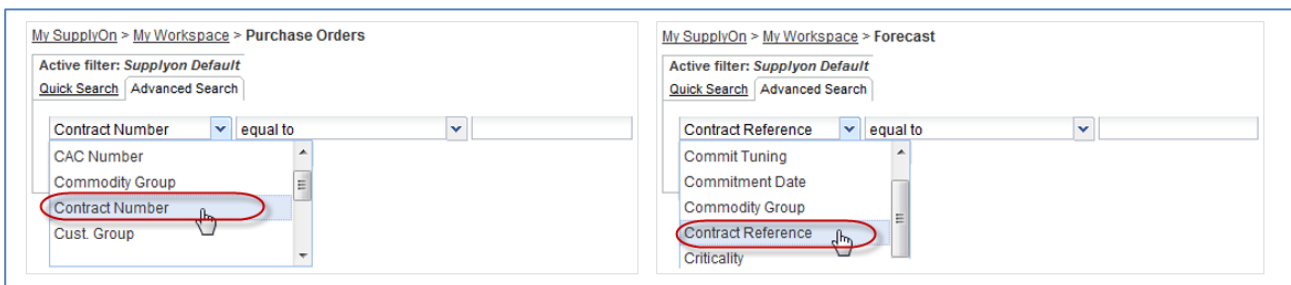 My SupplyOn > My Workspace > Purchase Orders
Active filter: Supplyon Default
Quick Search Advanced Search
Contract Number equal to
CAC Number
Commodity Group
Contract Number
Cust. Group
My SupplyOn > My Workspace > Forecast
Active filter: Supplyon Default
Quick Search Advanced Search
Contract Reference equal to
Commit Tuning
Commitment Date
Commodity Group
Contract Reference
Criticality